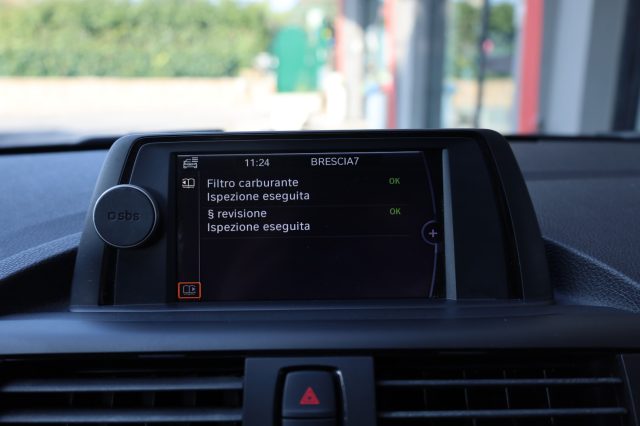 11:24 BRESCIA7
Filtro carburante OK
Ispezione eseguita
§ revisione OK
Ispezione eseguita
sbs
+